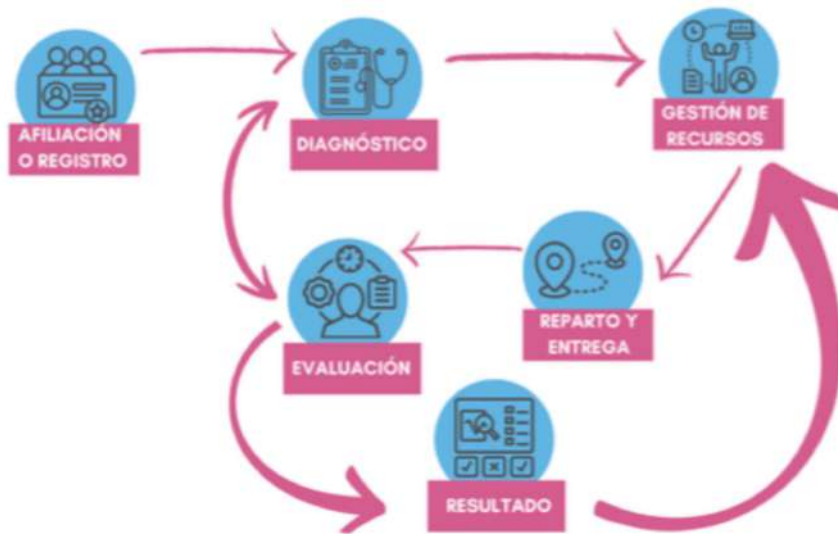 AFILIACIÓN
O REGISTRO
DIAGNÓSTICO
GESTIÓN DE
RECURSOS
REPARTO Y
ENTREGA
EVALUACIÓN
RESULTADO